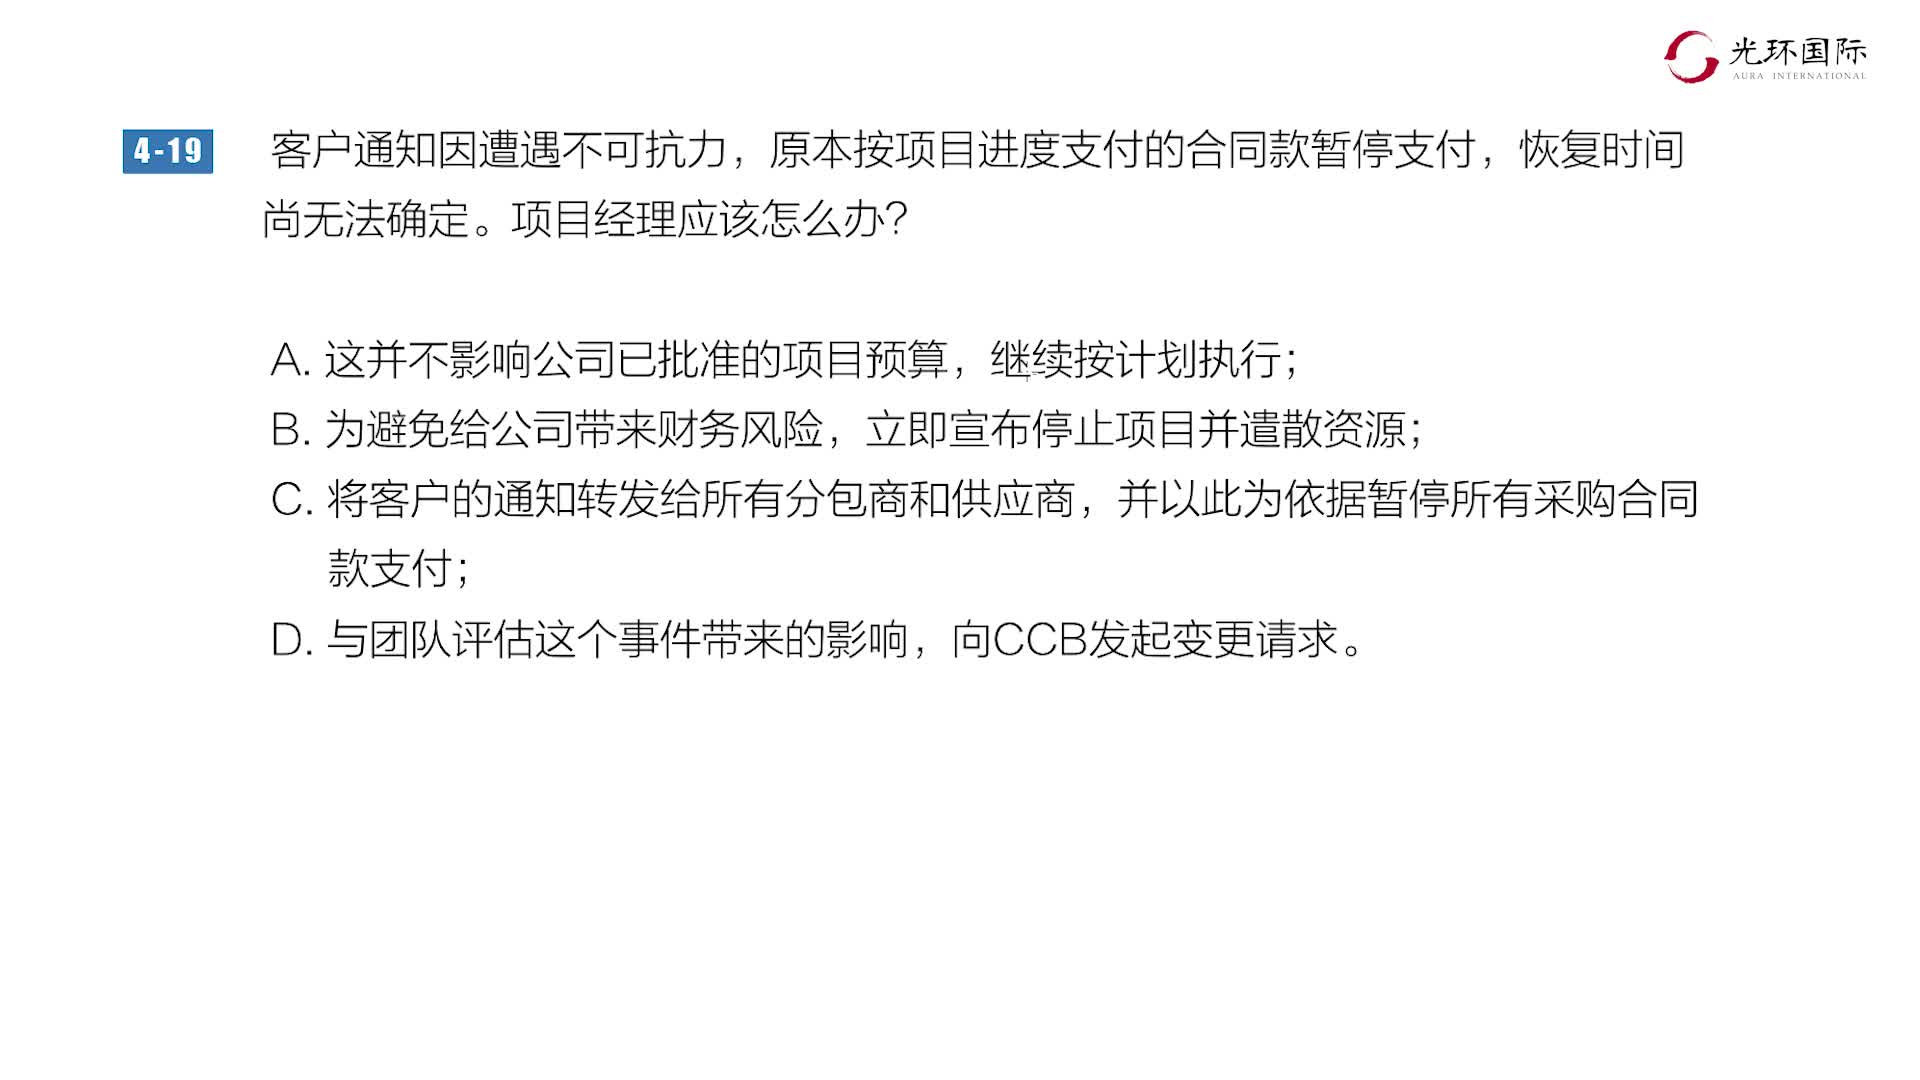 光环国际
AURA INTERNATIONAL
4-19 客户通知因遭遇不可抗力，原本按项目进度支付的合同款暂停支付，恢复时间
尚无法确定。项目经理应该怎么办？
A. 这并不影响公司已批准的项目预算，继续按计划执行；
B. 为避免给公司带来财务风险，立即宣布停止项目并遣散资源；
C. 将客户的通知转发给所有分包商和供应商，并以此为依据暂停所有采购合同
款支付；
D. 与团队评估这个事件带来的影响，向CCB发起变更请求。